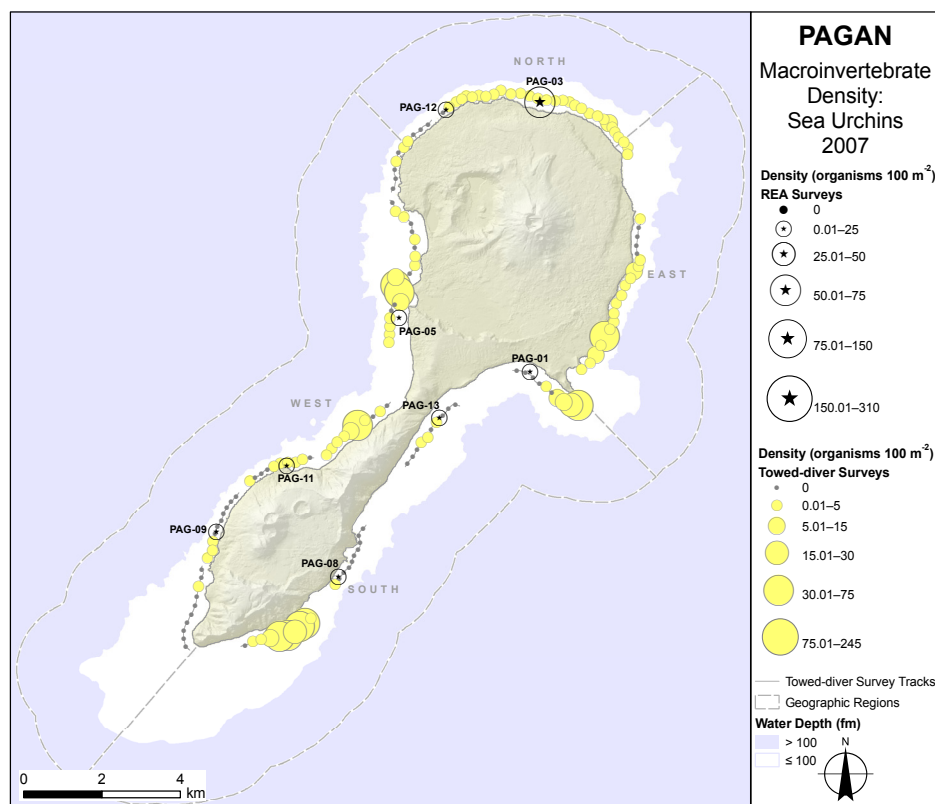 PAGAN
Macroinvertebrate
Density:
Sea Urchins
2007
Density (organisms 100 m⁻²)
REA Surveys
0
0.01–25
25.01–50
50.01–75
75.01–150
150.01–310
Density (organisms 100 m⁻²)
Towed-diver Surveys
0
0.01–5
5.01–15
15.01–30
30.01–75
75.01–245
Towed-diver Survey Tracks
Geographic Regions
Water Depth (fm)
> 100
≤ 100
N
NORTH
PAG-03
PAG-12
EAST
PAG-05
PAG-01
WEST
PAG-13
PAG-11
PAG-09
PAG-08
SOUTH
0 2 4
km